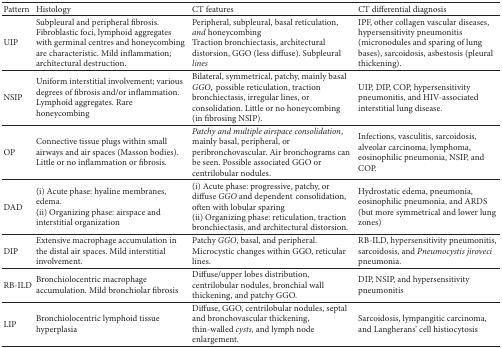 Pattern Histology CT features CT differential diagnosis
UIP
Subpleural and peripheral fibrosis.
Fibroblastic foci, lymphoid aggregates
with germinal centres and honeycombing
are characteristic. Mild inflammation;
architectural destruction.
Peripheral, subpleural, basal reticulation,
and honeycombing
Traction bronchiectasis, architectural
distorsion, GGO (less diffuse). Subpleural
lines
IPF, other collagen vascular diseases,
hypersensitivity pneumonitis
(micronodules and sparing of lung
bases), sarcoidosis, asbestosis (pleural
thickening).
NSIP
Uniform interstitial involvement; various
degrees of fibrosis and/or inflammation.
Lymphoid aggregates. Rare
honeycombing
Bilateral, symmetrical, patchy, mainly basal
GGO, possible reticulation, traction
bronchiectasis, irregular lines, or
consolidation. Little or no honeycombing
(in fibrosing NSIP).
UIP, DIP, COP, hypersensitivity
pneumonitis, and HIV-associated
interstitial lung disease.
OP
Connective tissue plugs within small
airways and air spaces (Masson bodies).
Little or no inflammation or fibrosis.
Patchy and multiple airspace consolidation,
mainly basal, peripheral, or
peribronchovascular. Air bronchograms can
be seen. Possible associated GGO or
centrilobular nodules.
Infections, vasculitis, sarcoidosis,
alveolar carcinoma, lymphoma,
eosinophilic pneumonia, NSIP, and
COP.
DAD
(i) Acute phase: hyaline membranes,
edema.
(ii) Organizing phase: airspace and
interstitial organization
(i) Acute phase: progressive, patchy, or
diffuse GGO and dependent consolidation,
often with lobular sparing
(ii) Organizing phase: reticulation, traction
bronchiectasis, and architectural distorsion.
Hydrostatic edema, pneumonia,
eosinophilic pneumonia, and ARDS
(but more symmetrical and lower lung
zones)
DIP
Extensive macrophage accumulation in
the distal air spaces. Mild interstitial
involvement.
Patchy GGO, basal, and peripheral.
Microcystic changes within GGO, reticular
lines.
RB-ILD, hypersensitivity pneumonitis,
sarcoidosis, and Pneumocystis jiroveci
pneumonia.
RB-ILD
Bronchiolocentric macrophage
accumulation. Mild bronchiolar fibrosis
Diffuse/upper lobes distribution,
centrilobular nodules, bronchial wall
thickening, and patchy GGO.
DIP, NSIP, and hypersensitivity
pneumonitis
LIP
Bronchiolocentric lymphoid tissue
hyperplasia
Diffuse, GGO, centrilobular nodules, septal
and bronchovascular thickening,
thin-walled cysts, and lymph node
enlargement.
Sarcoidosis, lympangitic carcinoma,
and Langherans' cell histiocytosis